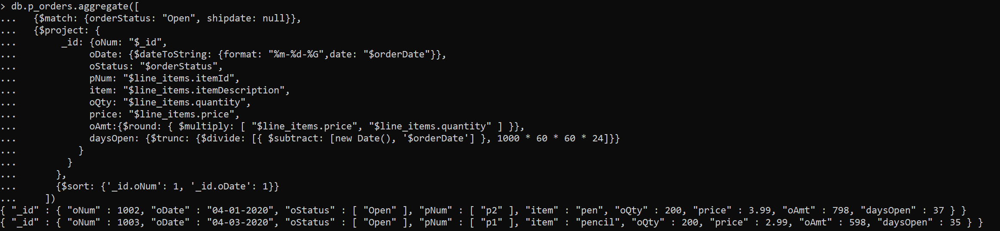 > db.p_orders.aggregate([
...   {$match: {orderStatus: "Open", shipdate: null}},
...   {$project: {
...        _id: {oNum: "$_id",
...             oDate: {$dateToString: {format: "%m-%d-%G",date: "$orderDate"}},
...             oStatus: "$orderStatus",
...             pNum: "$line_items.itemId",
...             item: "$line_items.itemDescription",
...             oQty: "$line_items.quantity",
...             price: "$line_items.price",
...             oAmt:{$round: { $multiply: [ "$line_items.price", "$line_items.quantity" ] }},
...             daysOpen: {$trunc: {$divide: [{ $subtract: [new Date(), '$orderDate'] }, 1000 * 60 * 60 * 24]}}
...           }
...         }
...       },
...       {$sort: {'_id.oNum': 1, '_id.oDate': 1}}
...     ])
{ "_id" : { "oNum" : 1002, "oDate" : "04-01-2020", "oStatus" : [ "Open" ], "pNum" : [ "p2" ], "item" : "pen", "oQty" : 200, "price" : 3.99, "oAmt" : 798, "daysOpen" : 37 } }
{ "_id" : { "oNum" : 1003, "oDate" : "04-03-2020", "oStatus" : [ "Open" ], "pNum" : [ "p1" ], "item" : "pencil", "oQty" : 200, "price" : 2.99, "oAmt" : 598, "daysOpen" : 35 } }